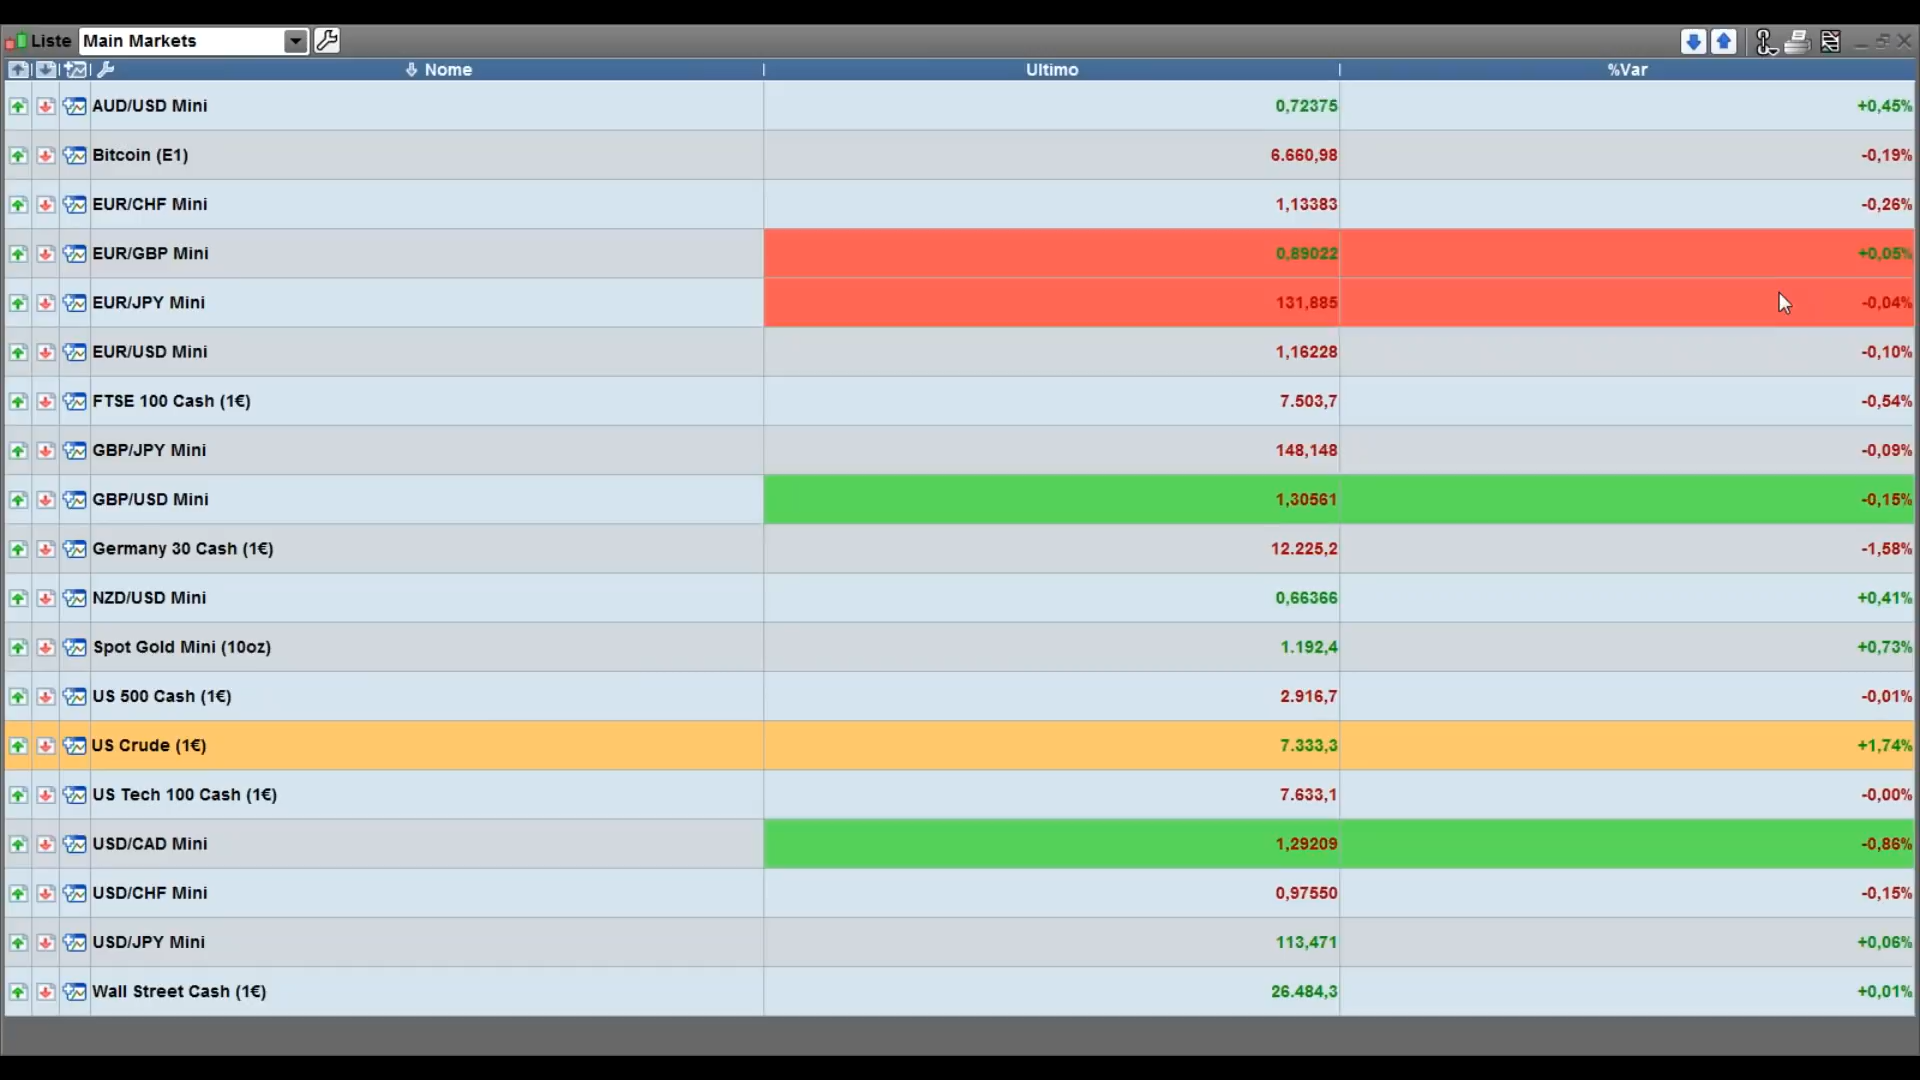 Liste Main Markets
Nome Ultimo %Var
AUD/USD Mini 0,72375 +0,45%
Bitcoin (E1) 6.660,98 -0,19%
EUR/CHF Mini 1,13383 -0,26%
EUR/GBP Mini 0,89022 +0,05%
EUR/JPY Mini 131,885 -0,04%
EUR/USD Mini 1,16228 -0,10%
FTSE 100 Cash (1€) 7.503,7 -0,54%
GBP/JPY Mini 148,148 -0,09%
GBP/USD Mini 1,30561 -0,15%
Germany 30 Cash (1€) 12.225,2 -1,58%
NZD/USD Mini 0,66366 +0,41%
Spot Gold Mini (10oz) 1.192,4 +0,73%
US 500 Cash (1€) 2.916,7 -0,01%
US Crude (1€) 7.333,3 +1,74%
US Tech 100 Cash (1€) 7.633,1 -0,00%
USD/CAD Mini 1,29209 -0,86%
USD/CHF Mini 0,97550 -0,15%
USD/JPY Mini 113,471 +0,06%
Wall Street Cash (1€) 26.484,3 +0,01%